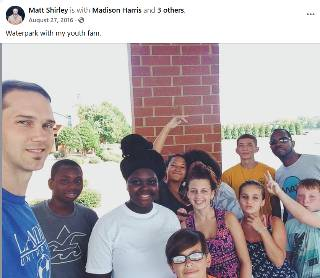 Matt Shirley is with Madison Harris and 3 others.
August 27, 2016
Waterpark with my youth fam.